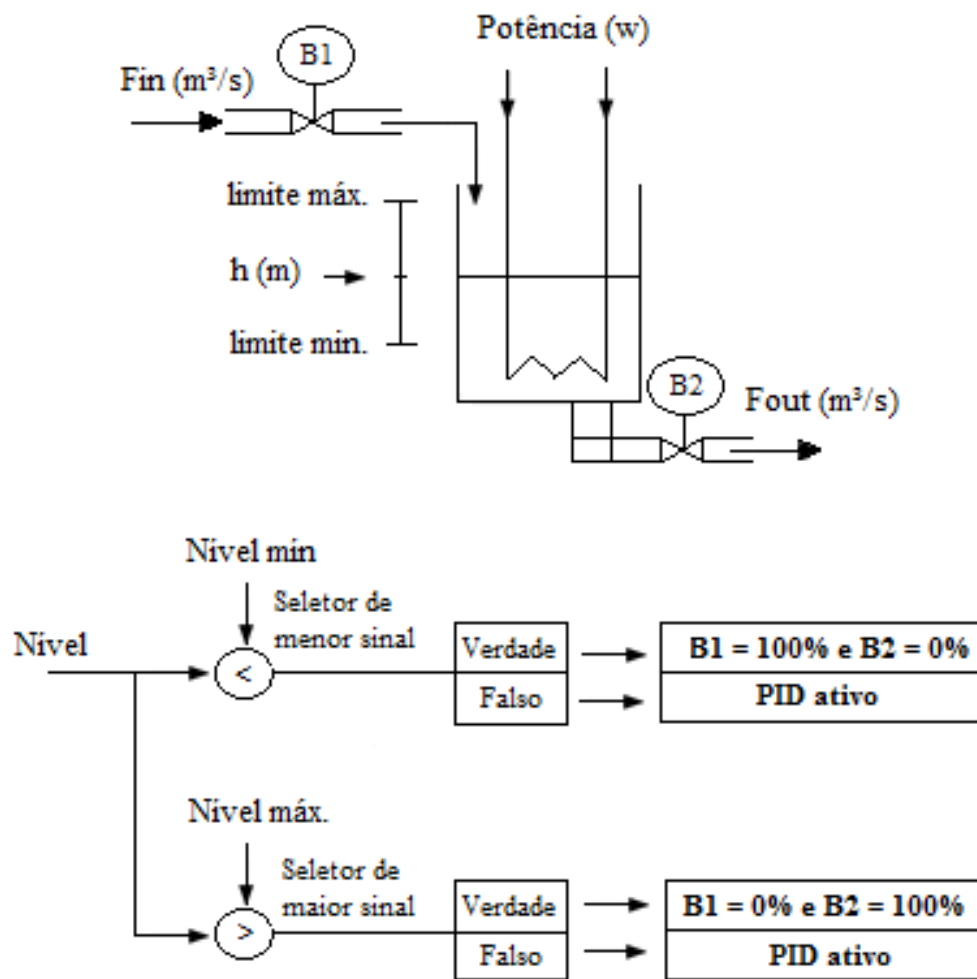 Potência (w)
B1
Fin (m³/s)
limite máx.
h (m)
limite min.
B2
Fout (m³/s)
Nível mín
Seletor de
menor sinal
Nível
<
Verdade
B1 = 100% e B2 = 0%
Falso
PID ativo
Nível máx.
Seletor de
maior sinal
>
Verdade
B1 = 0% e B2 = 100%
Falso
PID ativo